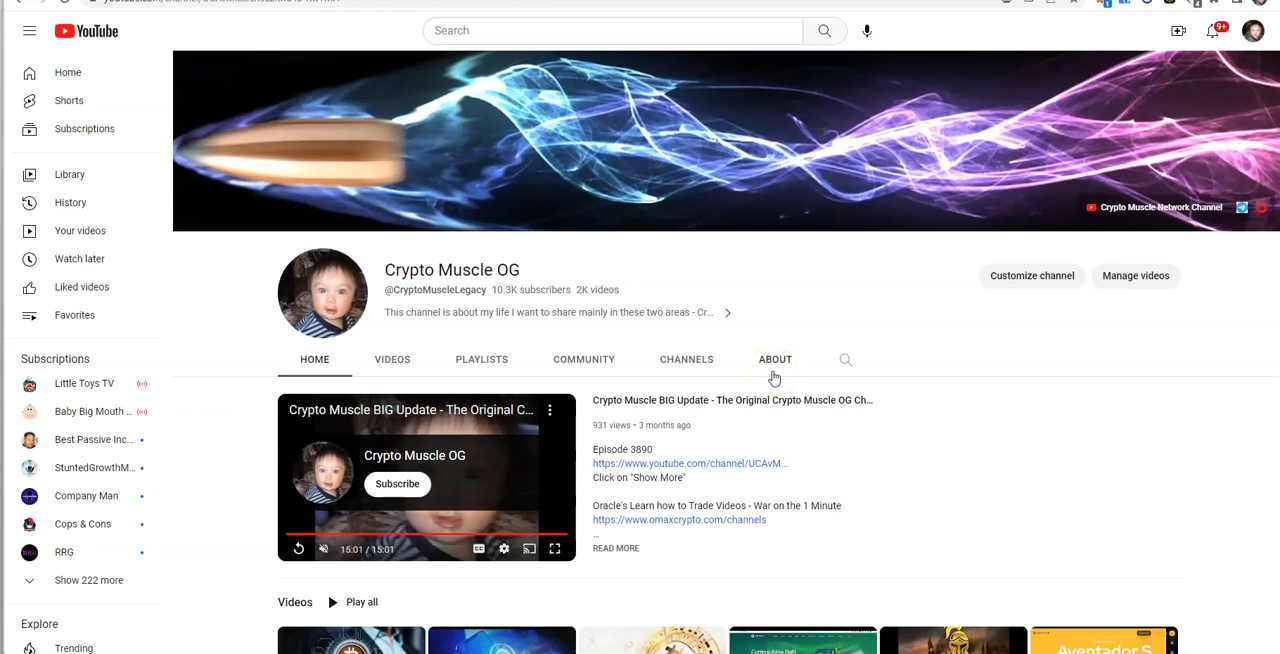 YouTube
Search
9+
Home
Shorts
Subscriptions
Library
History
Your videos
Watch later
Liked videos
Favorites
Subscriptions
Little Toys TV
Baby Big Mouth ...
Best Passive Inc...
StuntedGrowthM...
Company Man
Cops & Cons
RRG
Show 222 more
Explore
Trending
Crypto Muscle Network Channel
Crypto Muscle OG
@CryptoMuscleLegacy 10.3K subscribers 2K videos
This channel is about my life I want to share mainly in these two areas - Cr...
Customize channel
Manage videos
HOME VIDEOS PLAYLISTS COMMUNITY CHANNELS ABOUT
Crypto Muscle BIG Update - The Original C...
Crypto Muscle OG
Subscribe
15:01 / 15:01
Crypto Muscle BIG Update - The Original Crypto Muscle OG Ch...
931 views • 3 months ago
Episode 3890
https://www.youtube.com/channel/UCAvM...
Click on "Show More"
Oracle's Learn how to Trade Videos - War on the 1 Minute
https://www.omaxcrypto.com/channels
...
READ MORE
Videos
Play all
Aventador S